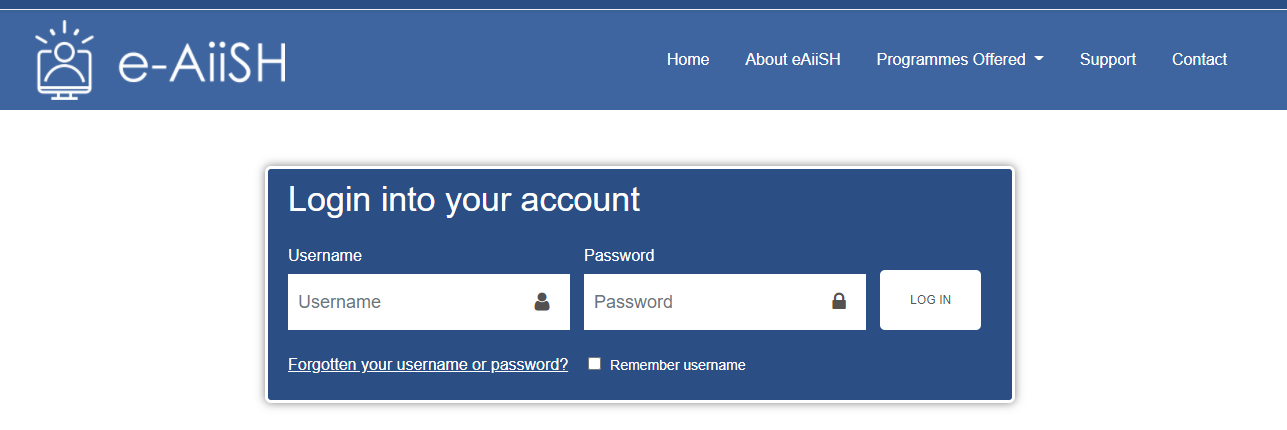 e-AiiSH
Home About eAiiSH Programmes Offered Support Contact
Login into your account
Username Password
Username Password LOG IN
Forgotten your username or password? Remember username